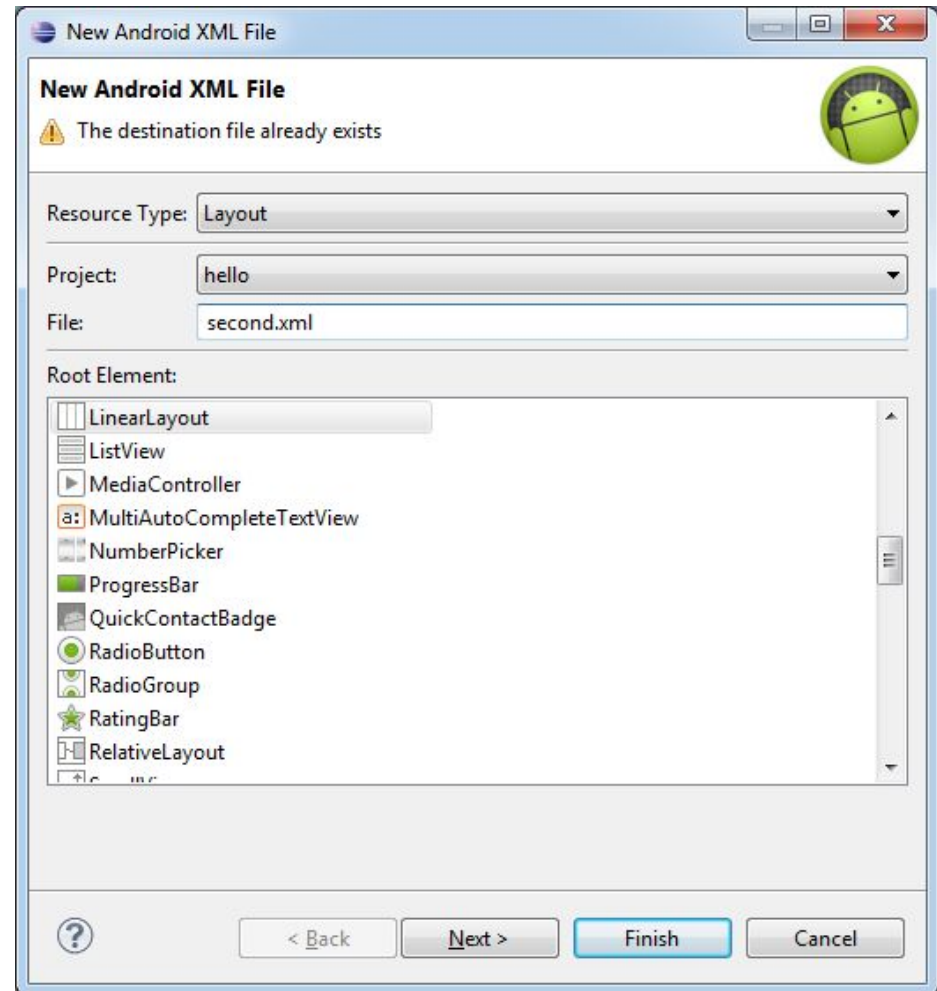 New Android XML File
New Android XML File
The destination file already exists
Resource Type: Layout
Project: hello
File: second.xml
Root Element:
LinearLayout
ListView
MediaController
a: MultiAutoCompleteTextView
NumberPicker
ProgressBar
QuickContactBadge
RadioButton
RadioGroup
RatingBar
RelativeLayout
? < Back Next > Finish Cancel